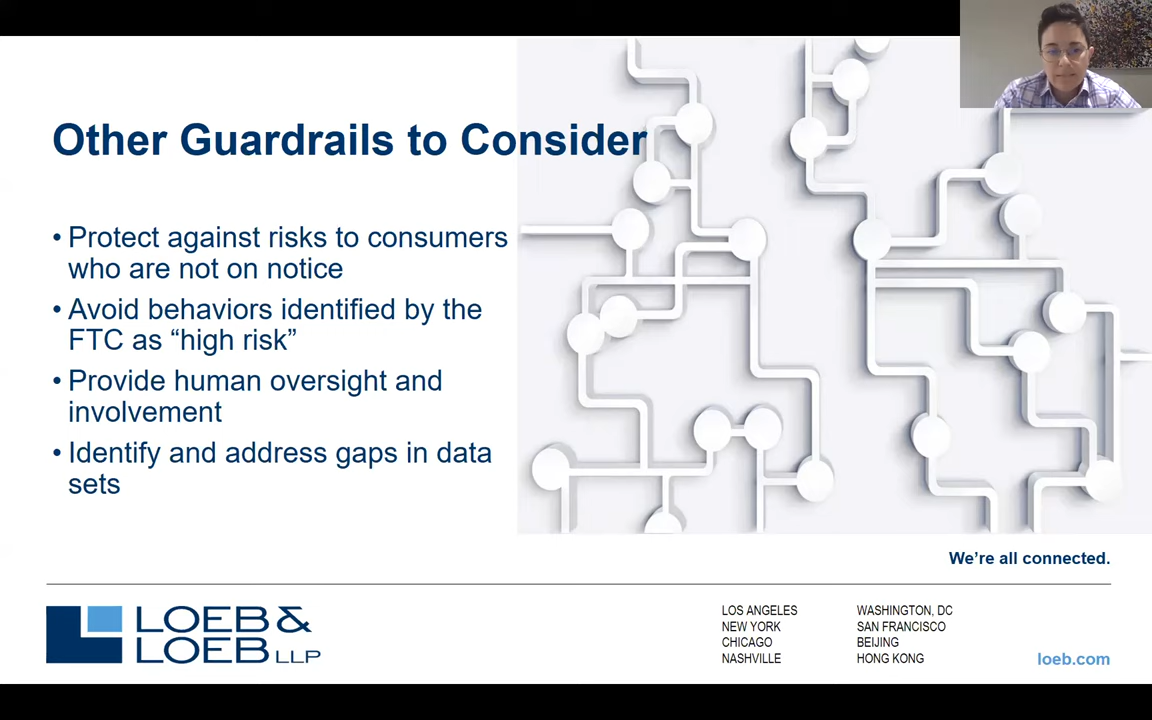 Other Guardrails to Consider
• Protect against risks to consumers
who are not on notice
• Avoid behaviors identified by the
FTC as “high risk”
• Provide human oversight and
involvement
• Identify and address gaps in data
sets
We’re all connected.
LOEB &
LOEB LLP
LOS ANGELES
NEW YORK
CHICAGO
NASHVILLE
WASHINGTON, DC
SAN FRANCISCO
BEIJING
HONG KONG
loeb.com